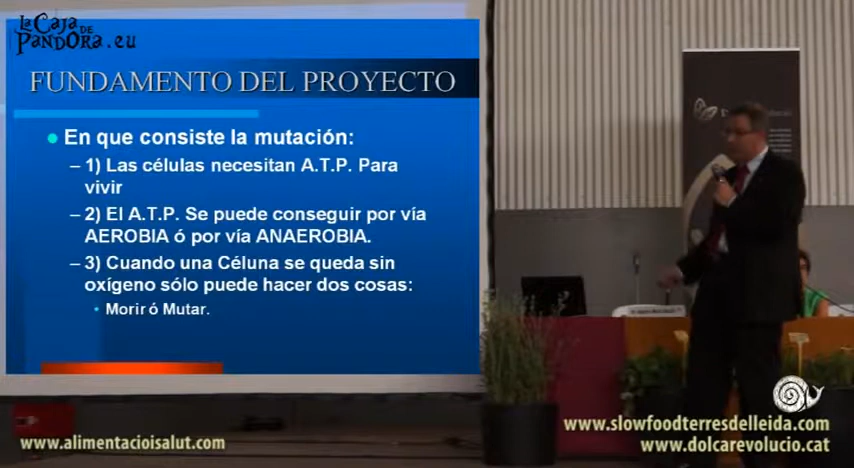 La Caja
DE
PandOra.eu
FUNDAMENTO DEL PROYECTO
En que consiste la mutación:
– 1) Las células necesitan A.T.P. Para
vivir
– 2) El A.T.P. Se puede conseguir por vía
AEROBIA ó por vía ANAEROBIA.
– 3) Cuando una Céluna se queda sin
oxígeno sólo puede hacer dos cosas:
• Morir ó Mutar.
www.alimentacioisalut.com
www.slowfoodterresdelleida.com
www.dolcarevolucio.cat